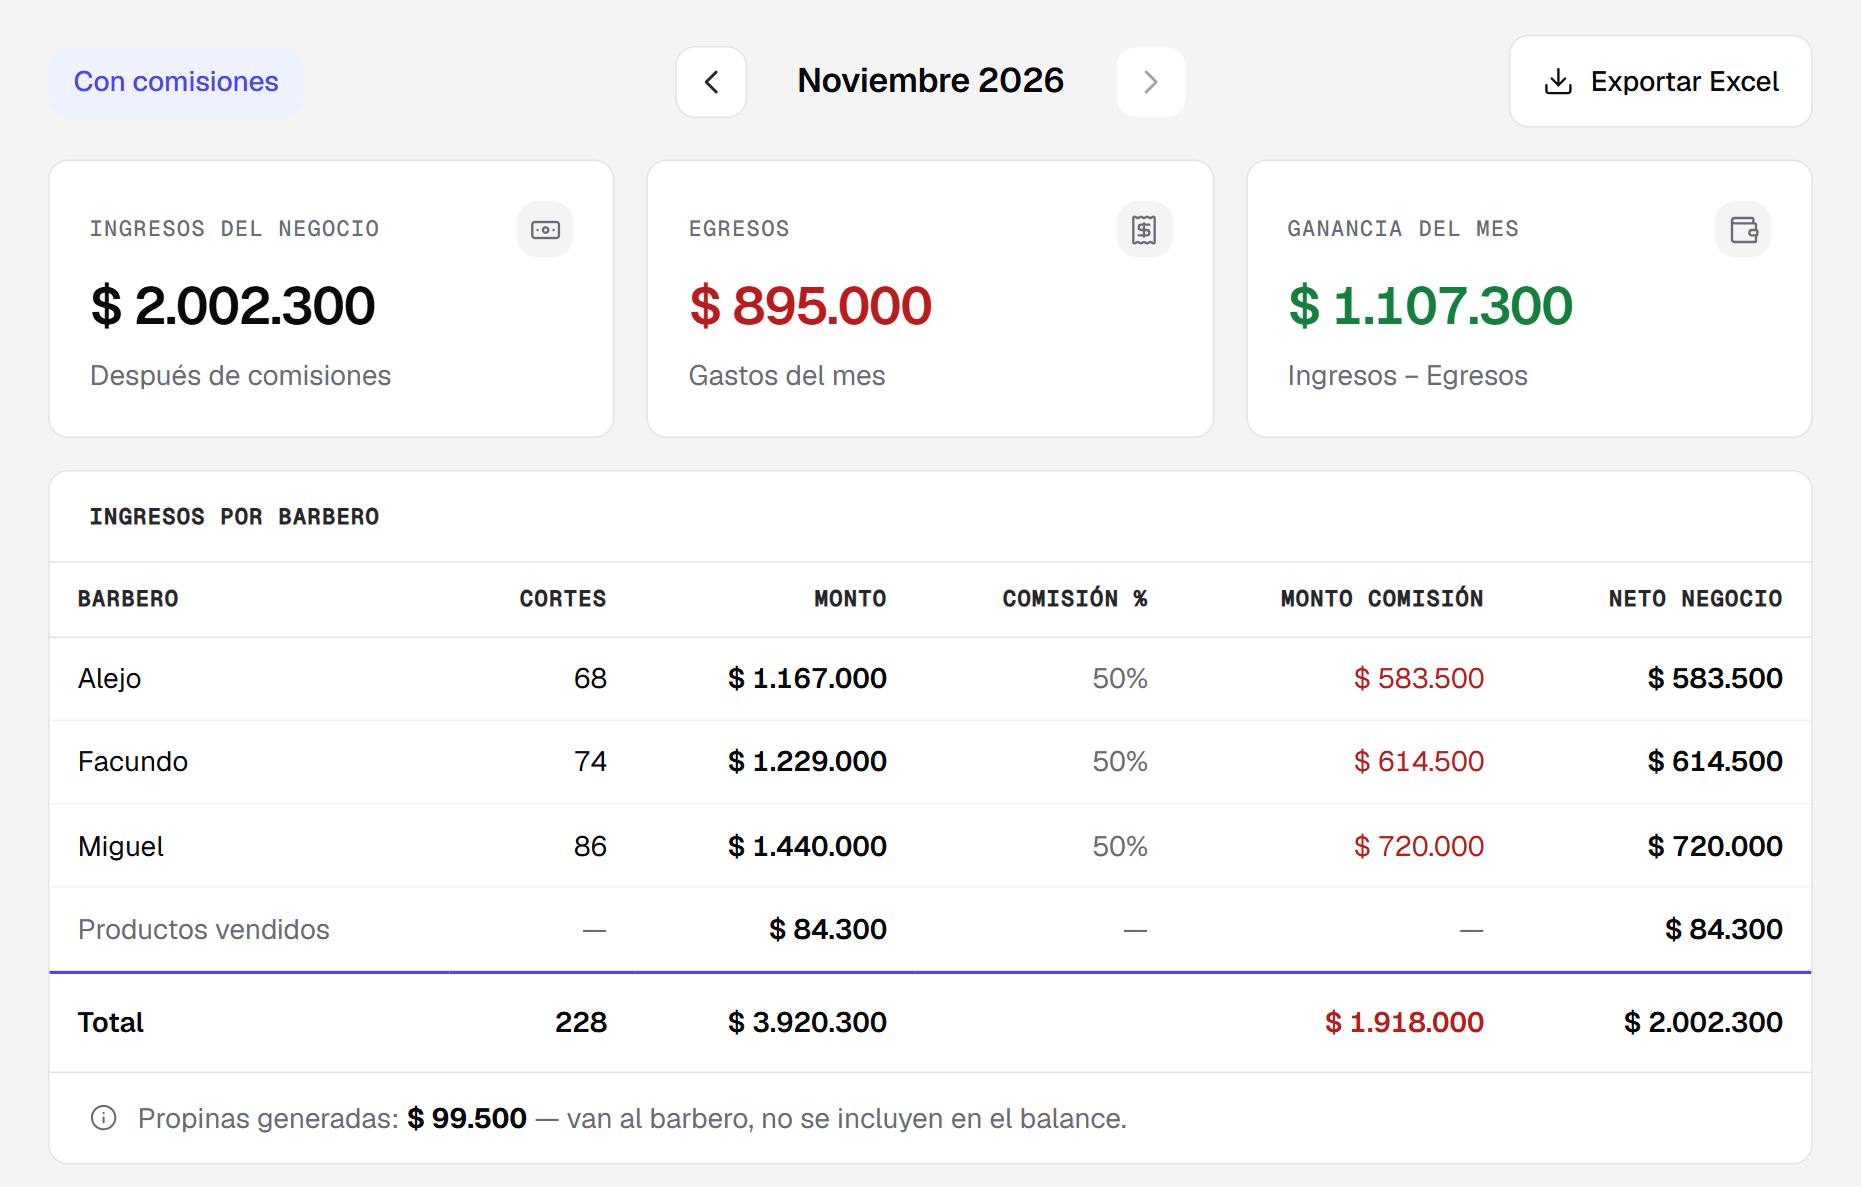 Con comisiones
Noviembre 2026
Exportar Excel
INGRESOS DEL NEGOCIO
$ 2.002.300
Después de comisiones
EGRESOS
$ 895.000
Gastos del mes
GANANCIA DEL MES
$ 1.107.300
Ingresos – Egresos
INGRESOS POR BARBERO
BARBERO CORTES MONTO COMISIÓN % MONTO COMISIÓN NETO NEGOCIO
Alejo 68 $ 1.167.000 50% $ 583.500 $ 583.500
Facundo 74 $ 1.229.000 50% $ 614.500 $ 614.500
Miguel 86 $ 1.440.000 50% $ 720.000 $ 720.000
Productos vendidos — $ 84.300 — — $ 84.300
Total 228 $ 3.920.300 $ 1.918.000 $ 2.002.300
Propinas generadas: $ 99.500 — van al barbero, no se incluyen en el balance.